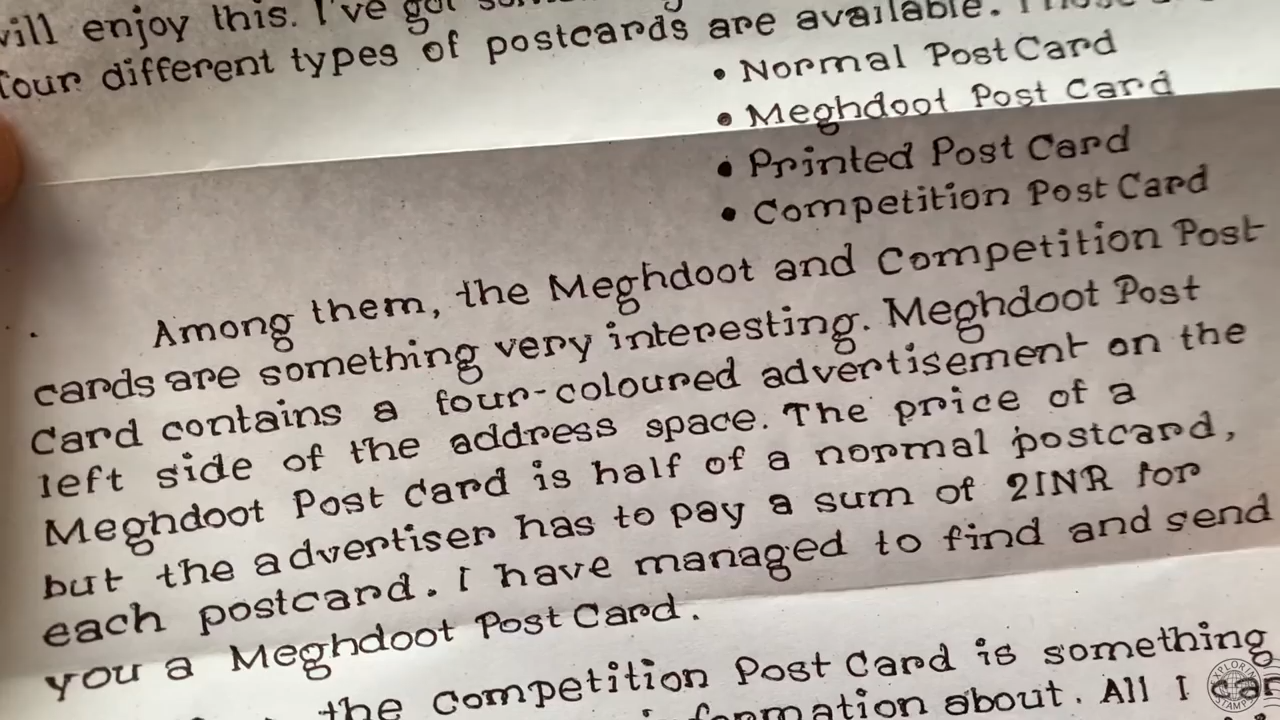 will enjoy this. I've got
four different types of postcards are available.
• Normal PostCard
• Meghdoot Post Card
• Printed Post Card
• Competition Post Card
Among them, the Meghdoot and Competition Post-
cards are something very interesting. Meghdoot Post
Card contains a four-coloured advertisement on the
left side of the address space. The price of a
Meghdoot Post Card is half of a normal postcard,
but the advertiser has to pay a sum of 2INR for
each postcard. I have managed to find and send
you a Meghdoot Post Card.
the Competition Post Card is something
about. All I can
EXPLORING
STAMPS